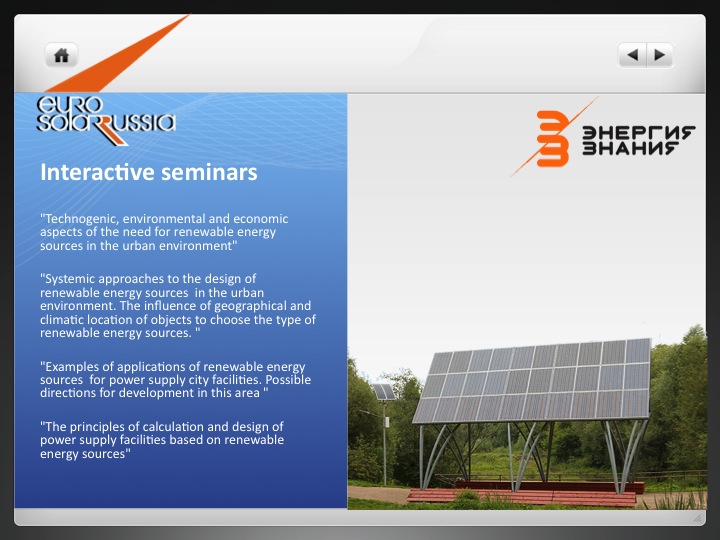 EURO
SOLARRUSSIA
ЭНЕРГИЯ
ЗНАНИЯ
Interactive seminars
"Technogenic, environmental and economic
aspects of the need for renewable energy
sources in the urban environment"
"Systemic approaches to the design of
renewable energy sources  in the urban
environment. The influence of geographical and
climatic location of objects to choose the type of
renewable energy sources. "
"Examples of applications of renewable energy
sources  for power supply city facilities. Possible
directions for development in this area "
"The principles of calculation and design of
power supply facilities based on renewable
energy sources"